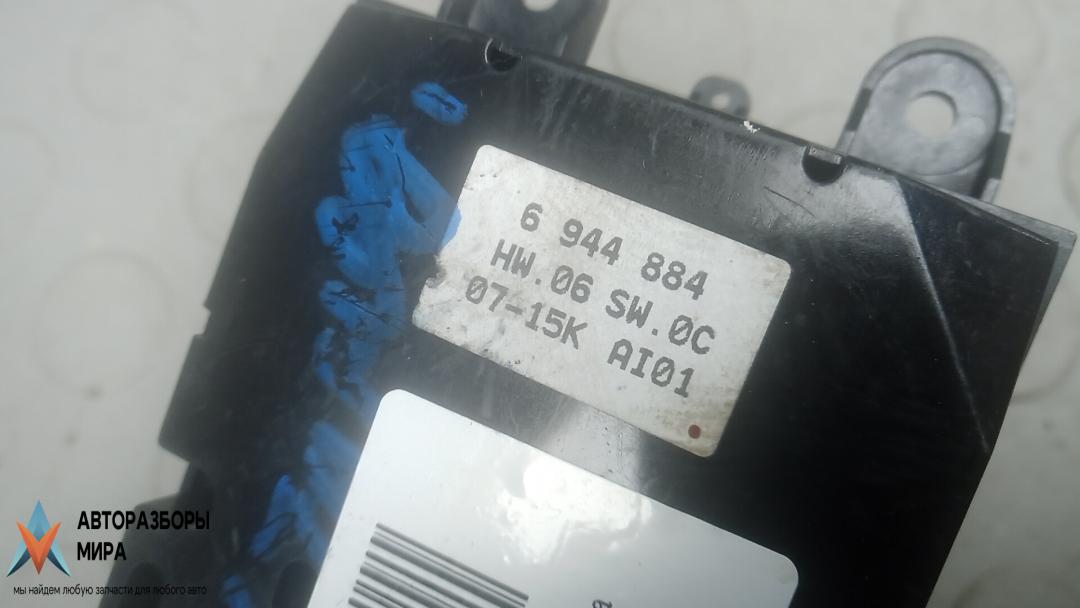 6 944 884
HW.06 SW.0C
07-15K AI01
АВТОРАЗБОРЫ
МИРА
мы найдем любую запчасти для любого авто